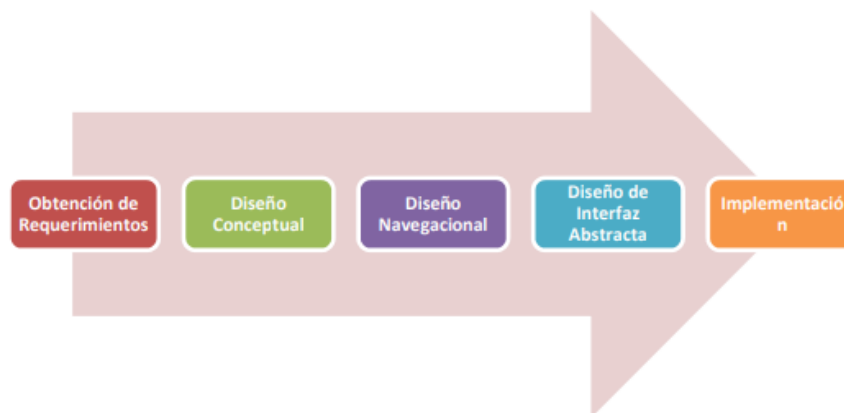 Obtención de
Requerimientos
Diseño
Conceptual
Diseño
Navegacional
Diseño de
Interfaz
Abstracta
Implementació
n